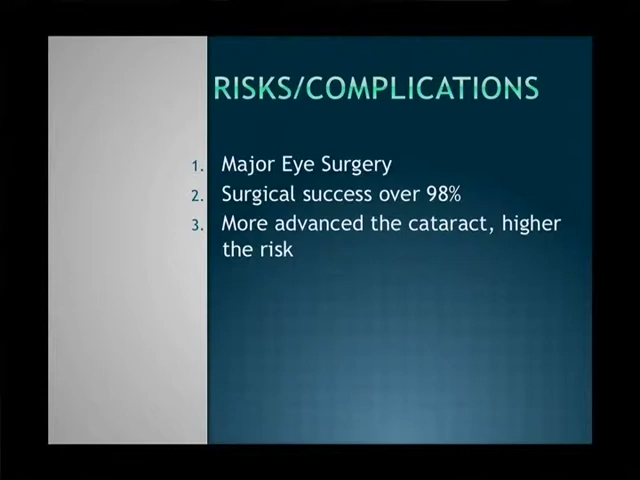 RISKS/COMPLICATIONS
1. Major Eye Surgery
2. Surgical success over 98%
3. More advanced the cataract, higher
the risk